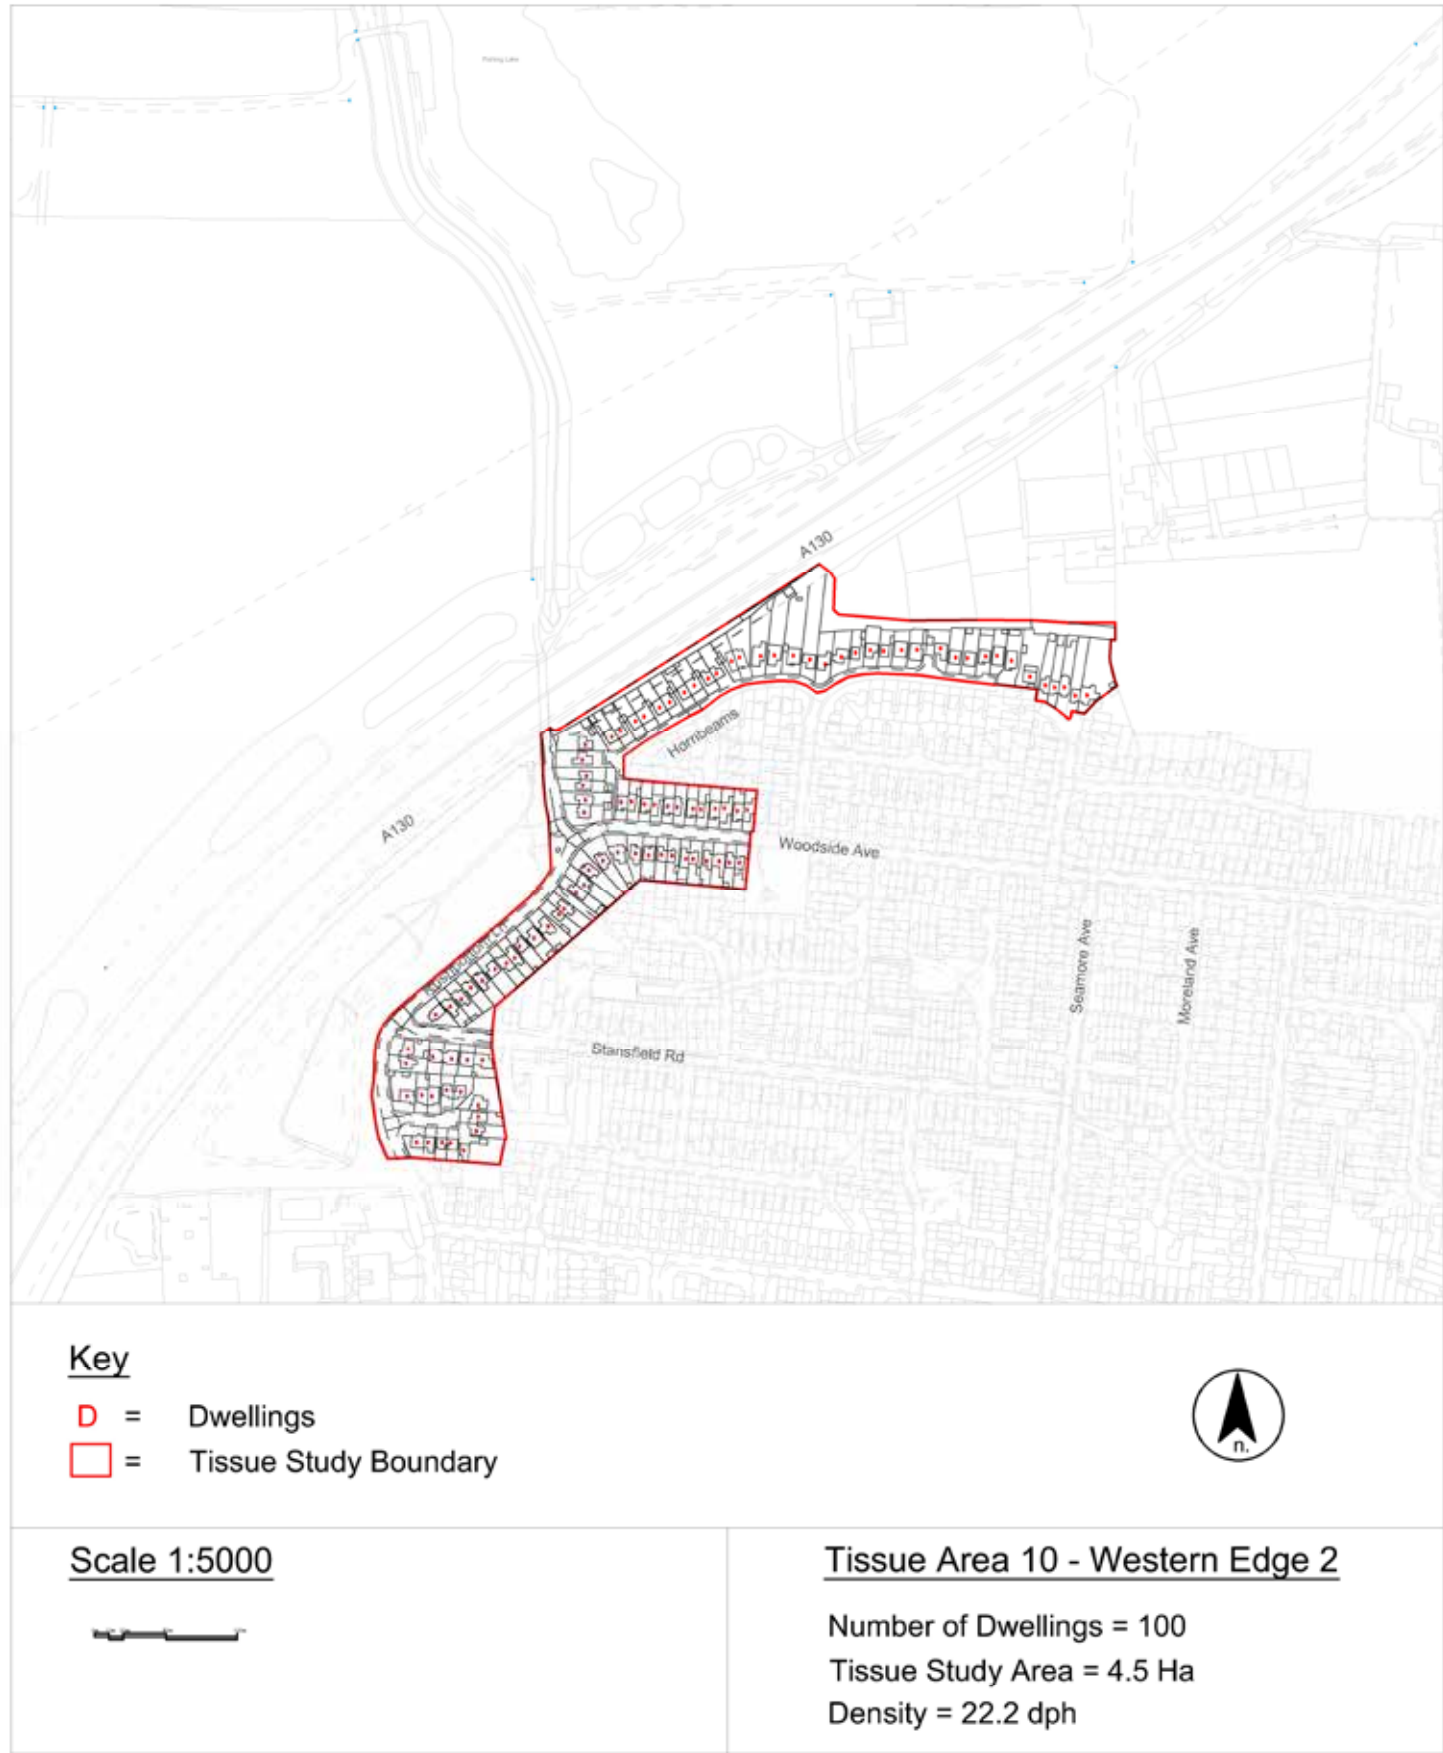 Fishing Lake
A130
Hornbeams
A130
Woodside Ave
Seamore Ave
Moreland Ave
Stansfield Rd
Key
D = Dwellings
= Tissue Study Boundary
n.
Scale 1:5000
Tissue Area 10 - Western Edge 2
Number of Dwellings = 100
Tissue Study Area = 4.5 Ha
Density = 22.2 dph